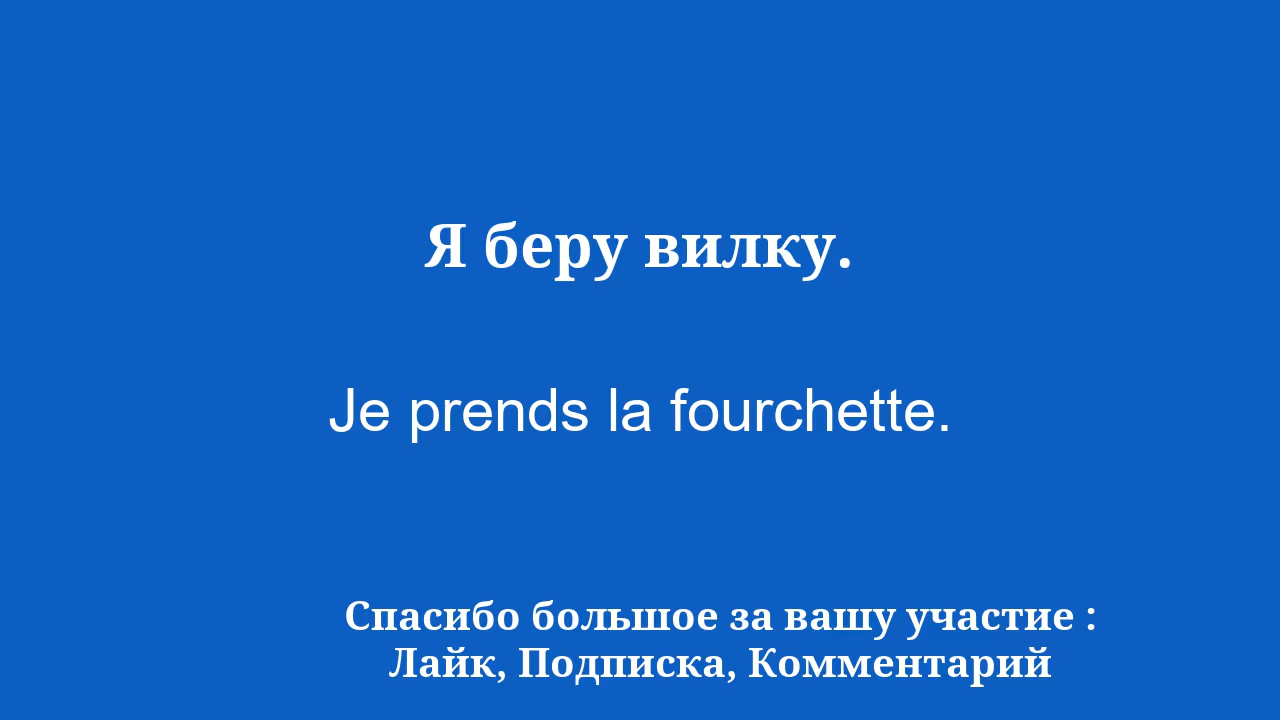 Я беру вилку.
Je prends la fourchette.
Спасибо большое за вашу участие :
Лайк, Подписка, Комментарий